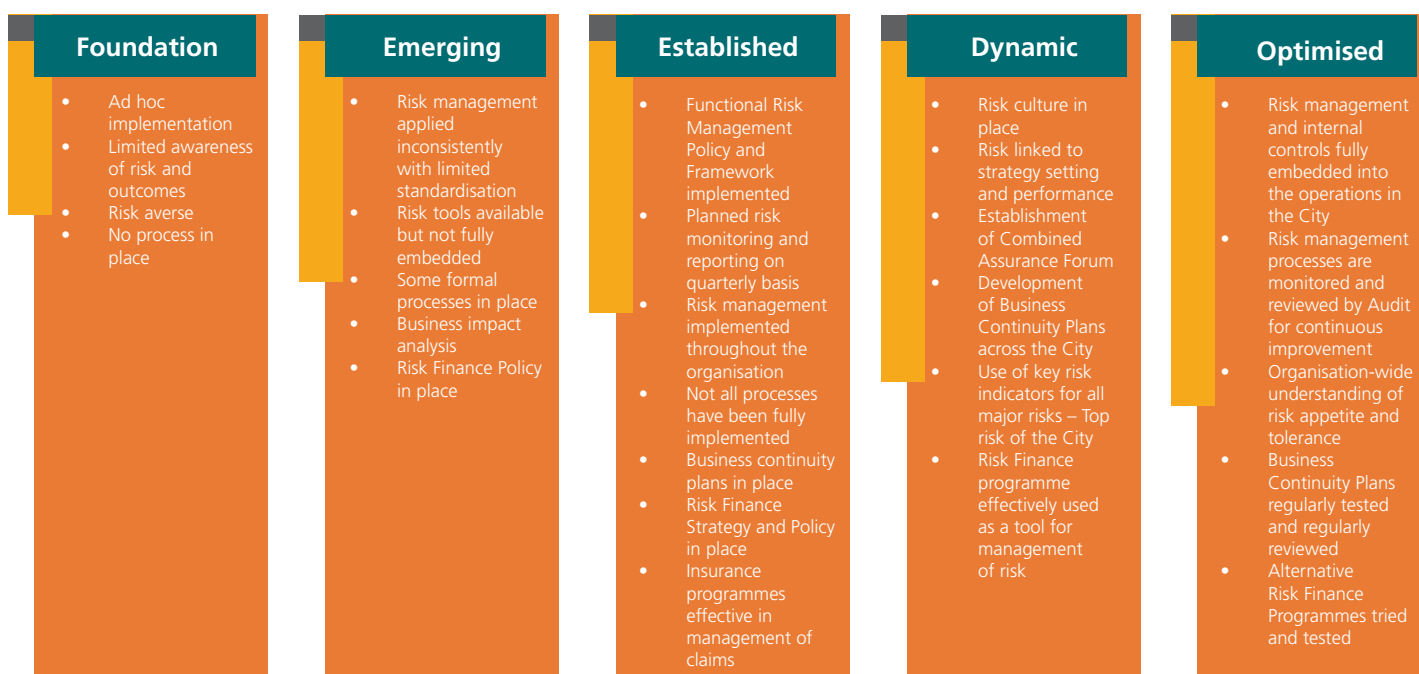 Foundation
• Ad hoc
implementation
• Limited awareness
of risk and
outcomes
• Risk averse
• No process in
place
Emerging
• Risk management
applied
inconsistently
with limited
standardisation
• Risk tools available
but not fully
embedded
• Some formal
processes in place
• Business impact
analysis
• Risk Finance Policy
in place
Established
• Functional Risk
Management
Policy and
Framework
implemented
• Planned risk
monitoring and
reporting on
quarterly basis
• Risk management
implemented
throughout the
organisation
• Not all processes
have been fully
implemented
• Business continuity
plans in place
• Risk Finance
Strategy and Policy
in place
• Insurance
programmes
effective in
management of
claims
Dynamic
• Risk culture in
place
• Risk linked to
strategy setting
and performance
• Establishment
of Combined
Assurance Forum
• Development
of Business
Continuity Plans
across the City
• Use of key risk
indicators for all
major risks – Top
risk of the City
• Risk Finance
programme
effectively used
as a tool for
management
of risk
Optimised
• Risk management
and internal
controls fully
embedded into
the operations in
the City
• Risk management
processes are
monitored and
reviewed by Audit
for continuous
improvement
• Organisation-wide
understanding of
risk appetite and
tolerance
• Business
Continuity Plans
regularly tested
and regularly
reviewed
• Alternative
Risk Finance
Programmes tried
and tested